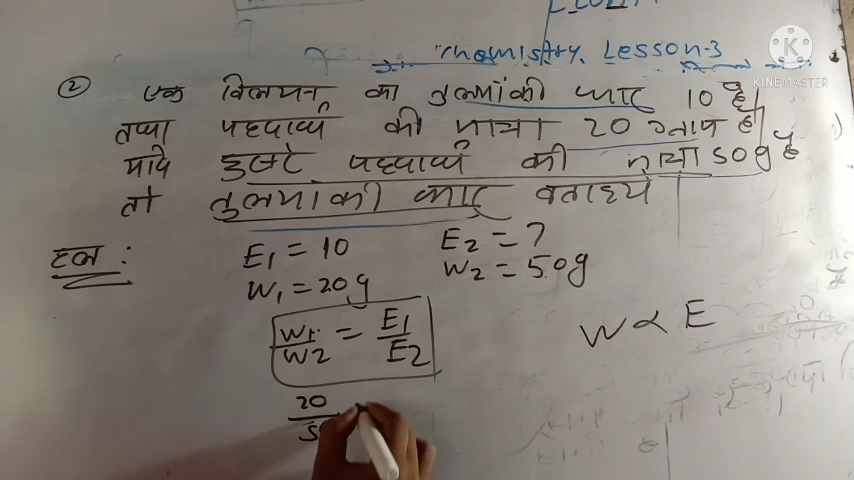 Chemistry. Lesson-3
KINEMASTER
② एक विलयन का तुल्यांकी भार 10 है।
तथा पदार्थ की मात्रा 20 ग्राम है।
यदि दुसरे पदार्थ की मात्रा 50g है
तो तुल्यांकी भार बताइये
हल :
E₁ = 10 E₂ = ?
W₁ = 20g W₂ = 50g
W₁/W₂ = E₁/E₂
W ∝ E
20